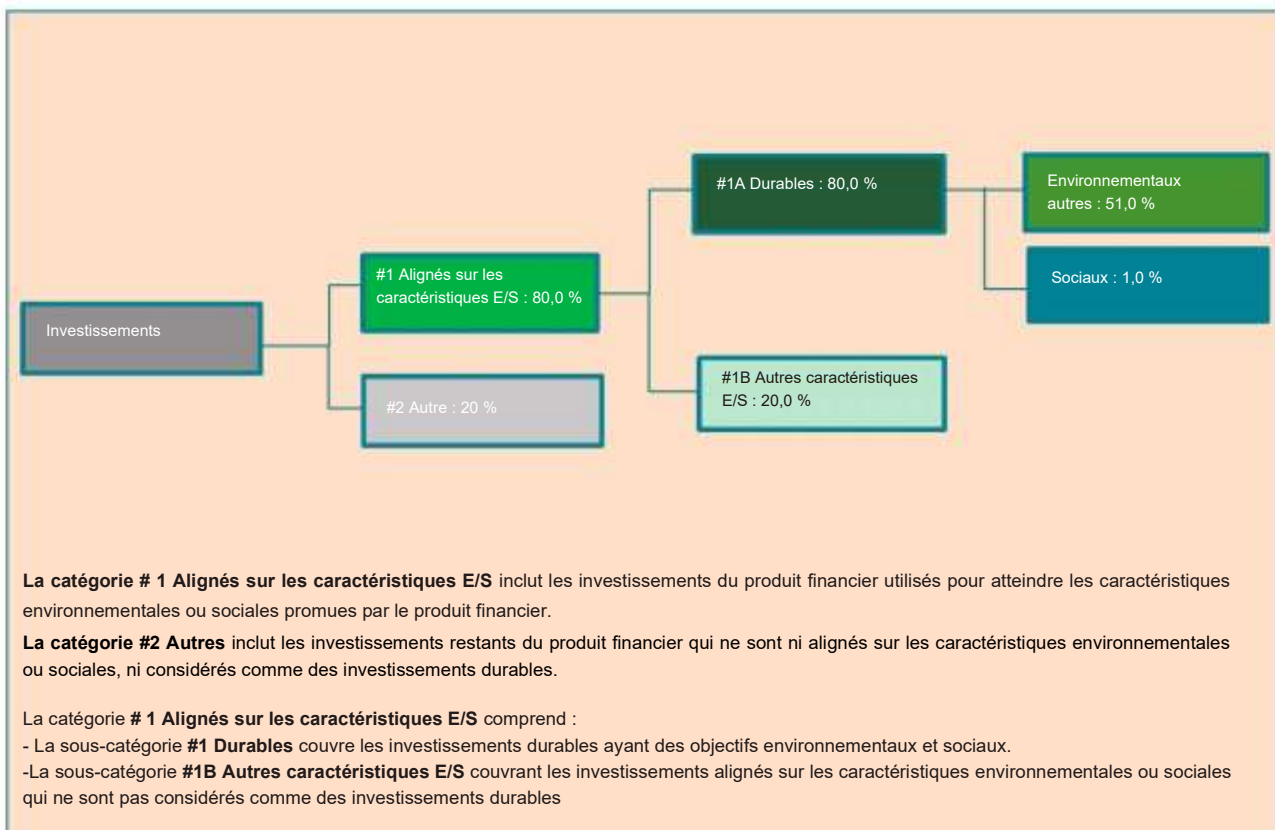 #1A Durables : 80,0 %
Environnementaux
autres : 51,0 %
#1 Alignés sur les
caractéristiques E/S : 80,0 %
Sociaux : 1,0 %
Investissements
#2 Autre : 20 %
#1B Autres caractéristiques
E/S : 20,0 %
La catégorie # 1 Alignés sur les caractéristiques E/S inclut les investissements du produit financier utilisés pour atteindre les caractéristiques
environnementales ou sociales promues par le produit financier.
La catégorie #2 Autres inclut les investissements restants du produit financier qui ne sont ni alignés sur les caractéristiques environnementales
ou sociales, ni considérés comme des investissements durables.
La catégorie # 1 Alignés sur les caractéristiques E/S comprend :
- La sous-catégorie #1 Durables couvre les investissements durables ayant des objectifs environnementaux et sociaux.
-La sous-catégorie #1B Autres caractéristiques E/S couvrant les investissements alignés sur les caractéristiques environnementales ou sociales
qui ne sont pas considérés comme des investissements durables